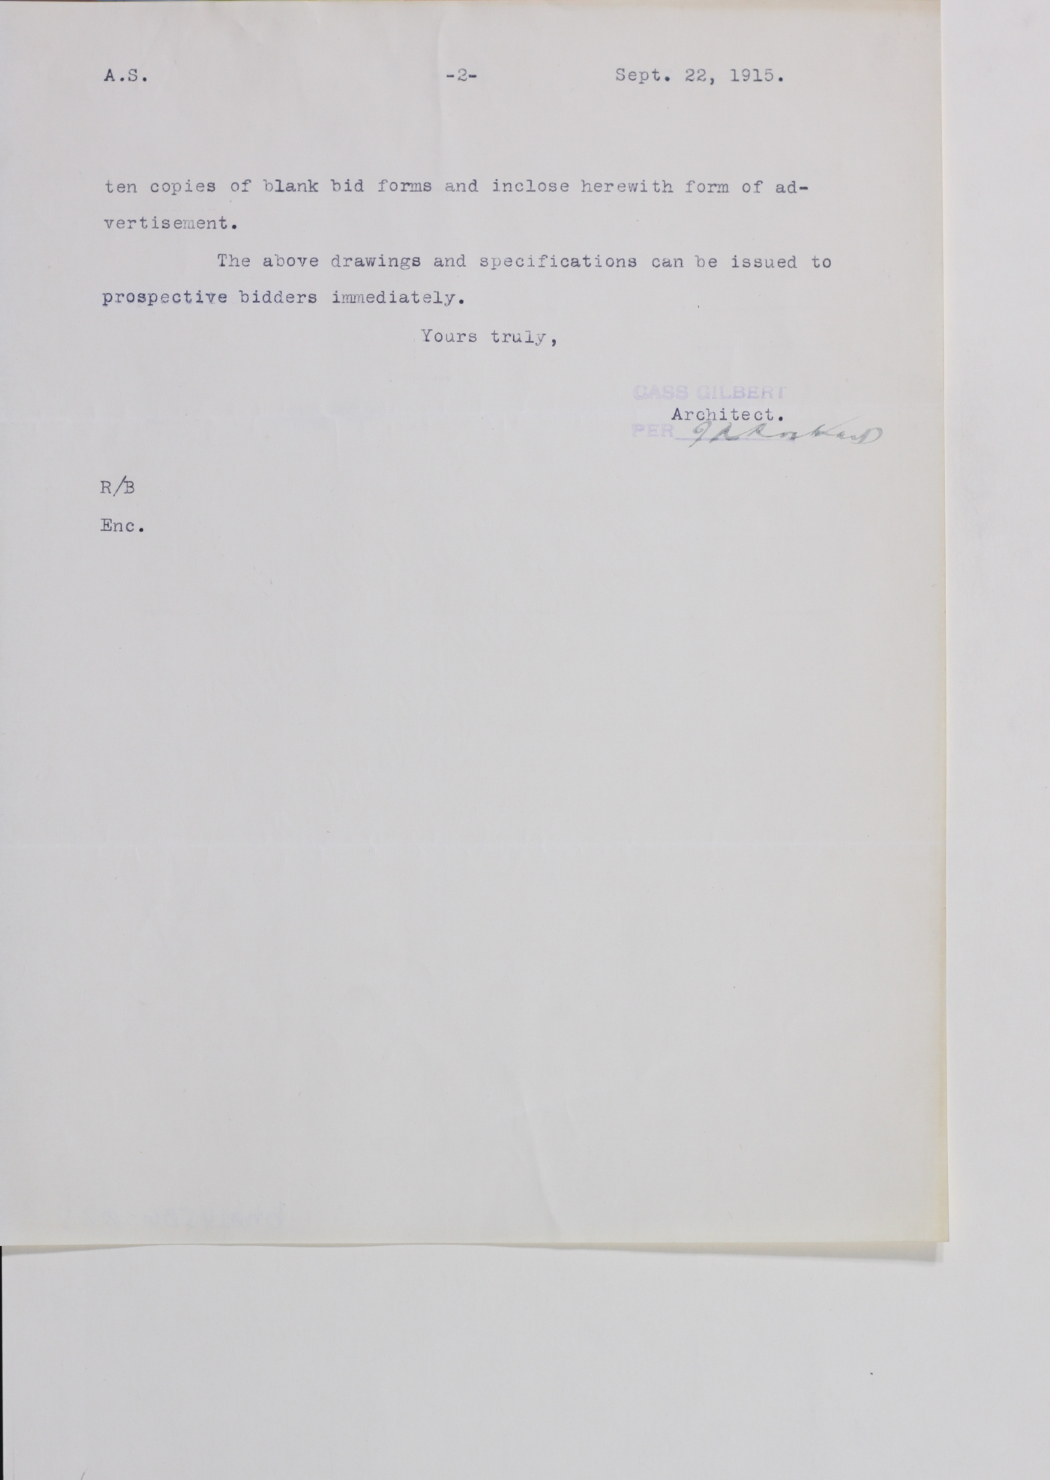 A.S. -2- Sept. 22, 1915.
ten copies of blank bid forms and inclose herewith form of ad-
vertisement.
The above drawings and specifications can be issued to
prospective bidders immediately.
Yours truly,
CASS GILBERT
Architect.
PER
R/B
Enc.